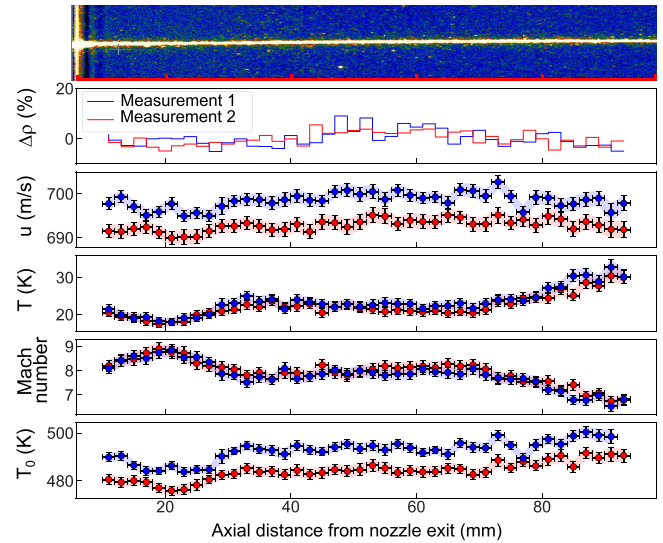 20
0
Δρ (%)
Measurement 1
Measurement 2
700
690
u (m/s)
30
20
T (K)
9
8
7
Mach
number
500
480
T₀ (K)
20 40 60 80
Axial distance from nozzle exit (mm)